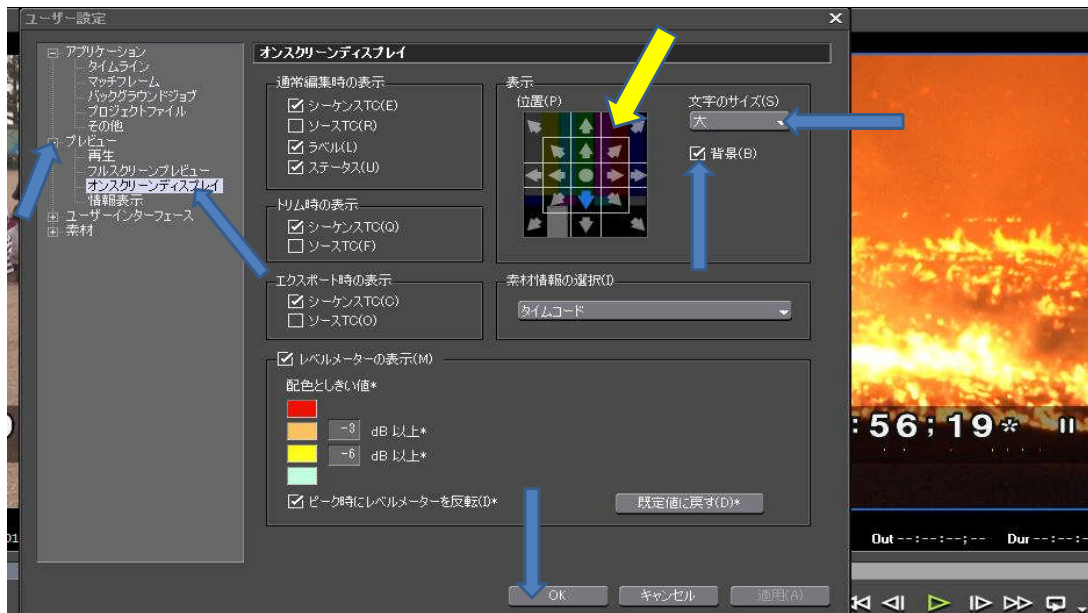 ユーザー設定
アプリケーション
タイムライン
マッチフレーム
バックグラウンドジョブ
プロジェクトファイル
その他
プレビュー
再生
フルスクリーンプレビュー
オンスクリーンディスプレイ
情報表示
ユーザーインターフェース
素材
オンスクリーンディスプレイ
通常編集時の表示
シーケンスTC(E)
ソースTC(R)
ラベル(L)
ステータス(U)
トリム時の表示
シーケンスTC(Q)
ソースTC(F)
エクスポート時の表示
シーケンスTC(C)
ソースTC(O)
表示
位置(P)
文字のサイズ(S)
大
背景(B)
素材情報の選択(I)
タイムコード
レベルメーターの表示(M)
配色としきい値*
-3 dB 以上*
-6 dB 以上*
ピーク時にレベルメーターを反転(I)*
既定値に戻す(D)*
OK キャンセル 適用(A)
:56;19*
Out --:--:--;-- Dur --:--:-